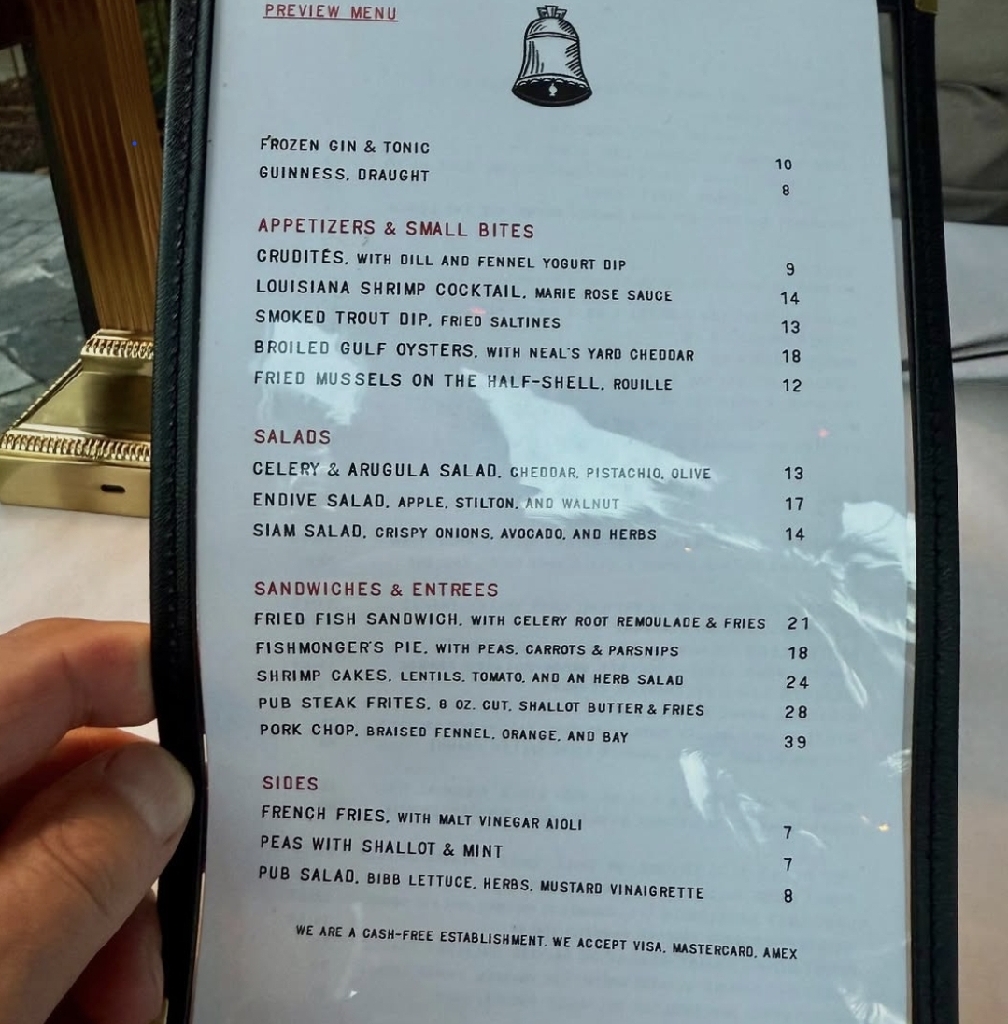 PREVIEW MENU
FROZEN GIN & TONIC 10
GUINNESS, DRAUGHT 8
APPETIZERS & SMALL BITES
CRUDITÉS, WITH DILL AND FENNEL YOGURT DIP 9
LOUISIANA SHRIMP COCKTAIL, MARIE ROSE SAUCE 14
SMOKED TROUT DIP, FRIED SALTINES 13
BROILED GULF OYSTERS, WITH NEAL'S YARD CHEDDAR 18
FRIED MUSSELS ON THE HALF-SHELL, ROUILLE 12
SALADS
CELERY & ARUGULA SALAD, CHEDDAR, PISTACHIO, OLIVE 13
ENDIVE SALAD, APPLE, STILTON, AND WALNUT 17
SIAM SALAD, CRISPY ONIONS, AVOCADO, AND HERBS 14
SANDWICHES & ENTREES
FRIED FISH SANDWICH, WITH CELERY ROOT REMOULADE & FRIES 21
FISHMONGER'S PIE, WITH PEAS, CARROTS & PARSNIPS 18
SHRIMP CAKES, LENTILS, TOMATO, AND AN HERB SALAD 24
PUB STEAK FRITES, 8 OZ. CUT, SHALLOT BUTTER & FRIES 28
PORK CHOP, BRAISED FENNEL, ORANGE, AND BAY 39
SIDES
FRENCH FRIES, WITH MALT VINEGAR AIOLI 7
PEAS WITH SHALLOT & MINT 7
PUB SALAD, BIBB LETTUCE, HERBS, MUSTARD VINAIGRETTE 8
WE ARE A CASH-FREE ESTABLISHMENT. WE ACCEPT VISA, MASTERCARD, AMEX